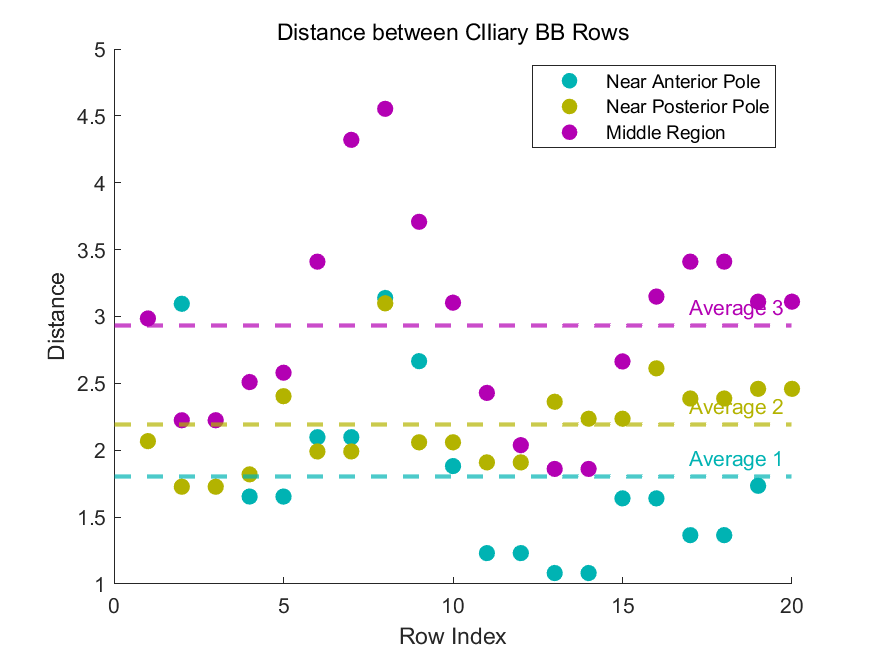 Distance between CIliary BB Rows
5
4.5
4
3.5
3
2.5
2
1.5
1
Distance
Near Anterior Pole
Near Posterior Pole
Middle Region
Average 3
Average 2
Average 1
0 5 10 15 20
Row Index